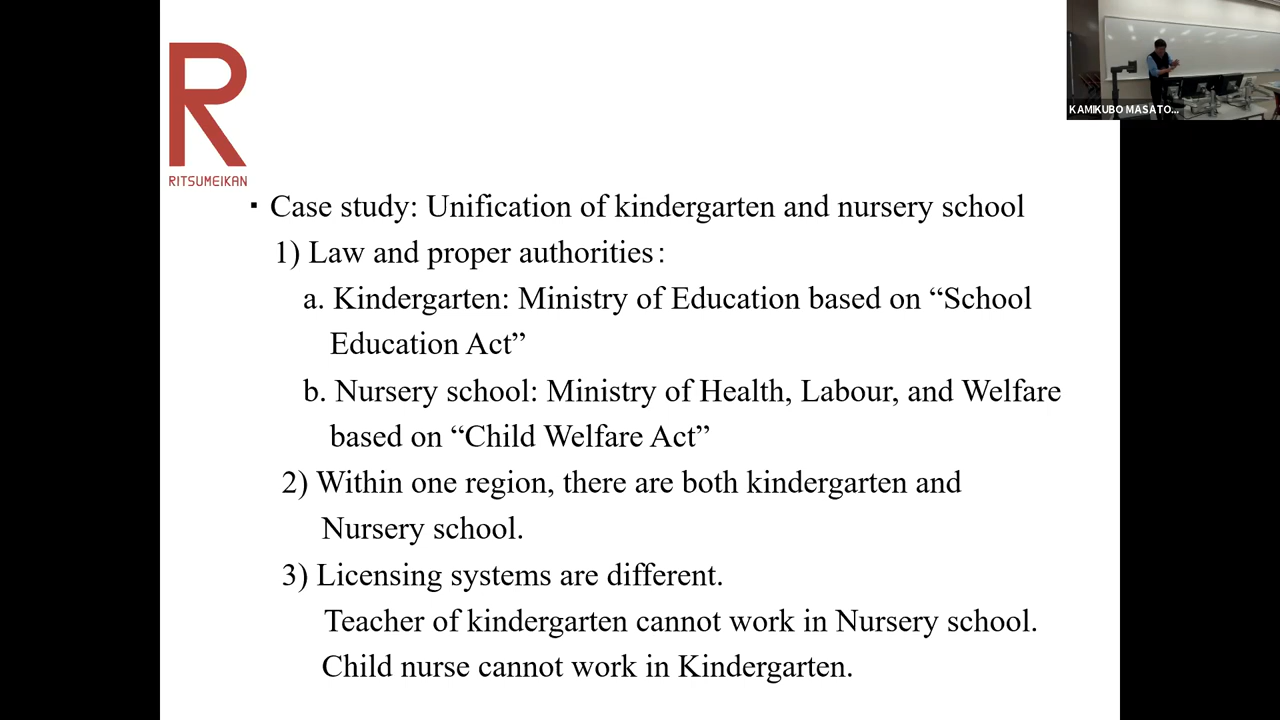 R
RITSUMEIKAN
KAMIKUBO MASATO...
▪ Case study: Unification of kindergarten and nursery school
1) Law and proper authorities:
a. Kindergarten: Ministry of Education based on “School
Education Act”
b. Nursery school: Ministry of Health, Labour, and Welfare
based on “Child Welfare Act”
2) Within one region, there are both kindergarten and
Nursery school.
3) Licensing systems are different.
Teacher of kindergarten cannot work in Nursery school.
Child nurse cannot work in Kindergarten.